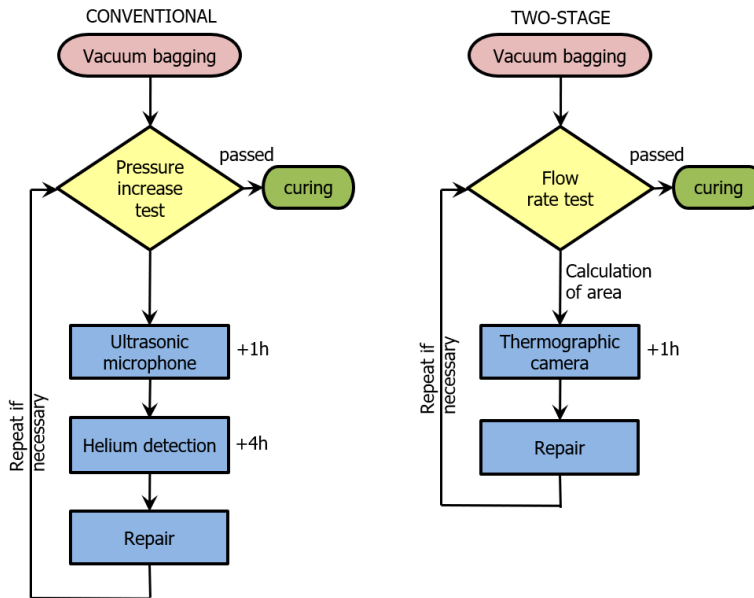 CONVENTIONAL
Vacuum bagging
Pressure
increase
test
passed
curing
Ultrasonic
microphone
+1h
Helium detection
+4h
Repair
Repeat if
necessary
TWO-STAGE
Vacuum bagging
Flow
rate test
passed
curing
Calculation
of area
Thermographic
camera
+1h
Repair
Repeat if
necessary